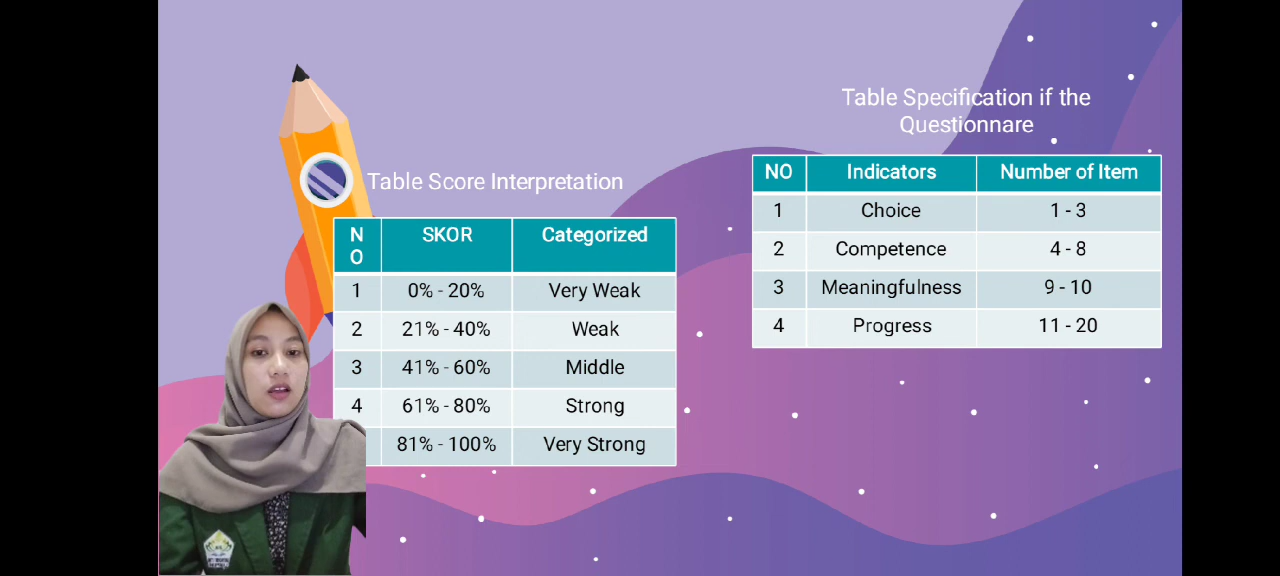 Table Specification if the
Questionnare
NO Indicators Number of Item
1 Choice 1 - 3
2 Competence 4 - 8
3 Meaningfulness 9 - 10
4 Progress 11 - 20
Table Score Interpretation
N
O SKOR Categorized
1 0% - 20% Very Weak
2 21% - 40% Weak
3 41% - 60% Middle
4 61% - 80% Strong
81% - 100% Very Strong